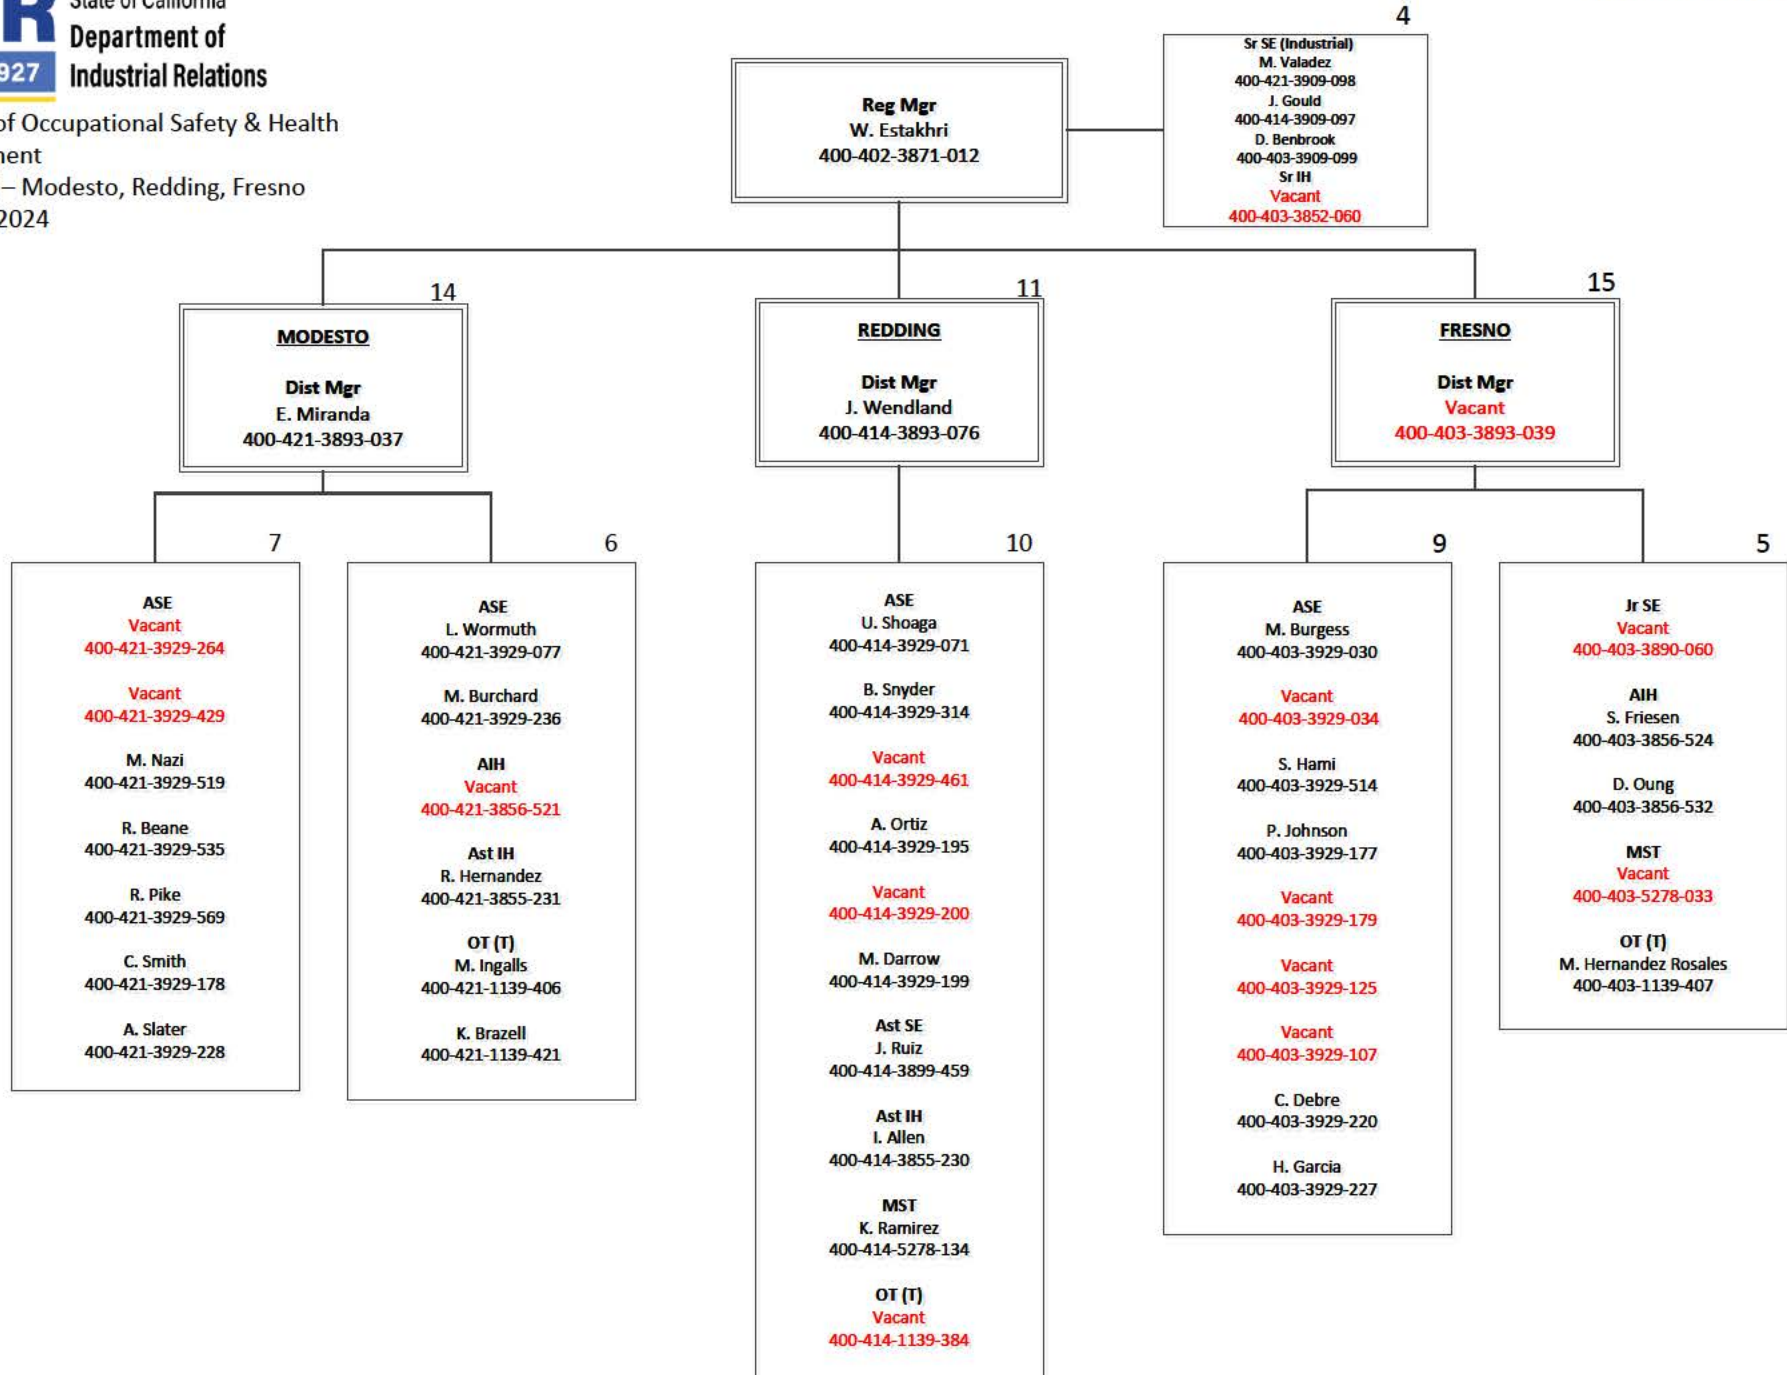 State of California
R
Department of
927
Industrial Relations
of Occupational Safety & Health
– Modesto, Redding, Fresno
2024
4
Sr SE (Industrial)
M. Valadez
400-421-3909-098
J. Gould
400-414-3909-097
D. Benbrook
400-403-3909-099
Sr IH
Vacant
400-403-3852-060
Reg Mgr
W. Estakhri
400-402-3871-012
14
MODESTO
Dist Mgr
E. Miranda
400-421-3893-037
11
REDDING
Dist Mgr
J. Wendland
400-414-3893-076
15
FRESNO
Dist Mgr
Vacant
400-403-3893-039
7
ASE
Vacant
400-421-3929-264
Vacant
400-421-3929-429
M. Nazi
400-421-3929-519
R. Beane
400-421-3929-535
R. Pike
400-421-3929-569
C. Smith
400-421-3929-178
A. Slater
400-421-3929-228
6
ASE
L. Wormuth
400-421-3929-077
M. Burchard
400-421-3929-236
AIH
Vacant
400-421-3856-521
Ast IH
R. Hernandez
400-421-3855-231
OT (T)
M. Ingalls
400-421-1139-406
K. Brazell
400-421-1139-421
10
ASE
U. Shoaga
400-414-3929-071
B. Snyder
400-414-3929-314
Vacant
400-414-3929-461
A. Ortiz
400-414-3929-195
Vacant
400-414-3929-200
M. Darrow
400-414-3929-199
Ast SE
J. Ruiz
400-414-3899-459
Ast IH
I. Allen
400-414-3855-230
MST
K. Ramirez
400-414-5278-134
OT (T)
Vacant
400-414-1139-384
9
ASE
M. Burgess
400-403-3929-030
Vacant
400-403-3929-034
S. Hami
400-403-3929-514
P. Johnson
400-403-3929-177
Vacant
400-403-3929-179
Vacant
400-403-3929-125
Vacant
400-403-3929-107
C. Debre
400-403-3929-220
H. Garcia
400-403-3929-227
5
Jr SE
Vacant
400-403-3890-060
AIH
S. Friesen
400-403-3856-524
D. Oung
400-403-3856-532
MST
Vacant
400-403-5278-033
OT (T)
M. Hernandez Rosales
400-403-1139-407